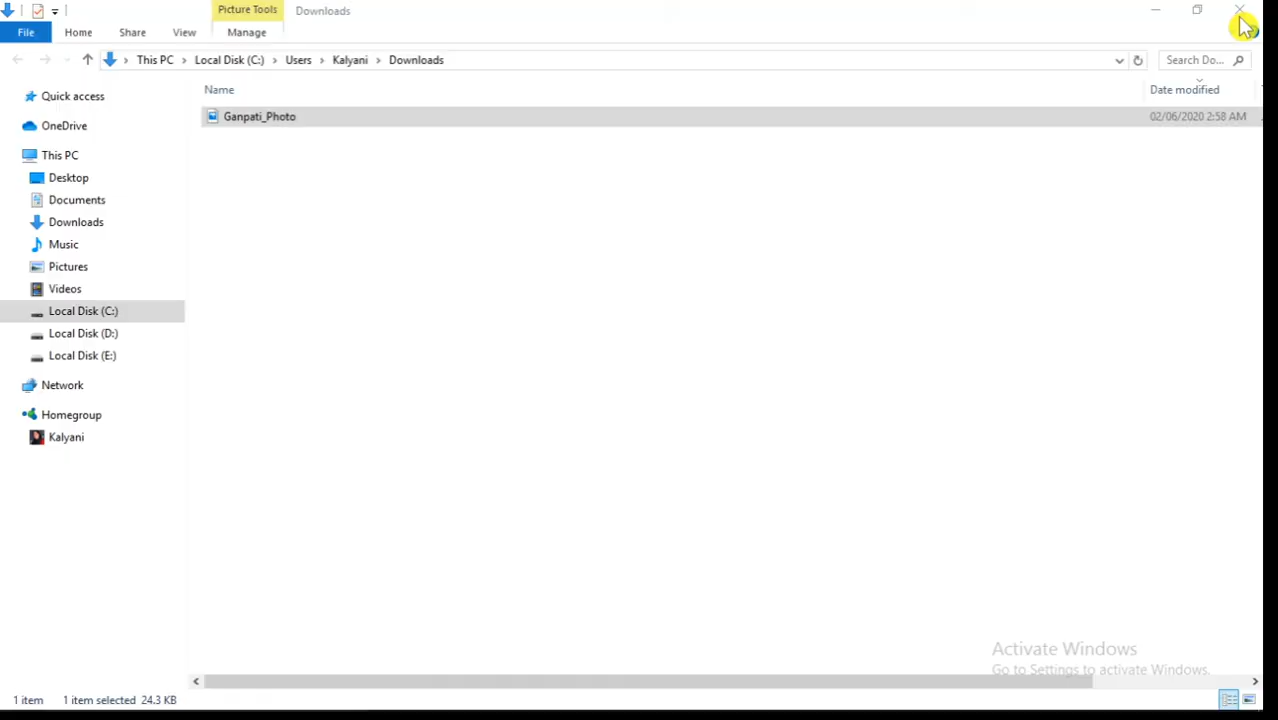 Picture Tools Downloads
File Home Share View Manage
This PC Local Disk (C:) Users Kalyani Downloads Search Do...
Name Date modified
Ganpati_Photo 02/06/2020 2:58 AM
Quick access
OneDrive
This PC
Desktop
Documents
Downloads
Music
Pictures
Videos
Local Disk (C:)
Local Disk (D:)
Local Disk (E:)
Network
Homegroup
Kalyani
Activate Windows
Go to Settings to activate Windows.
1 item 1 item selected 24.3 KB